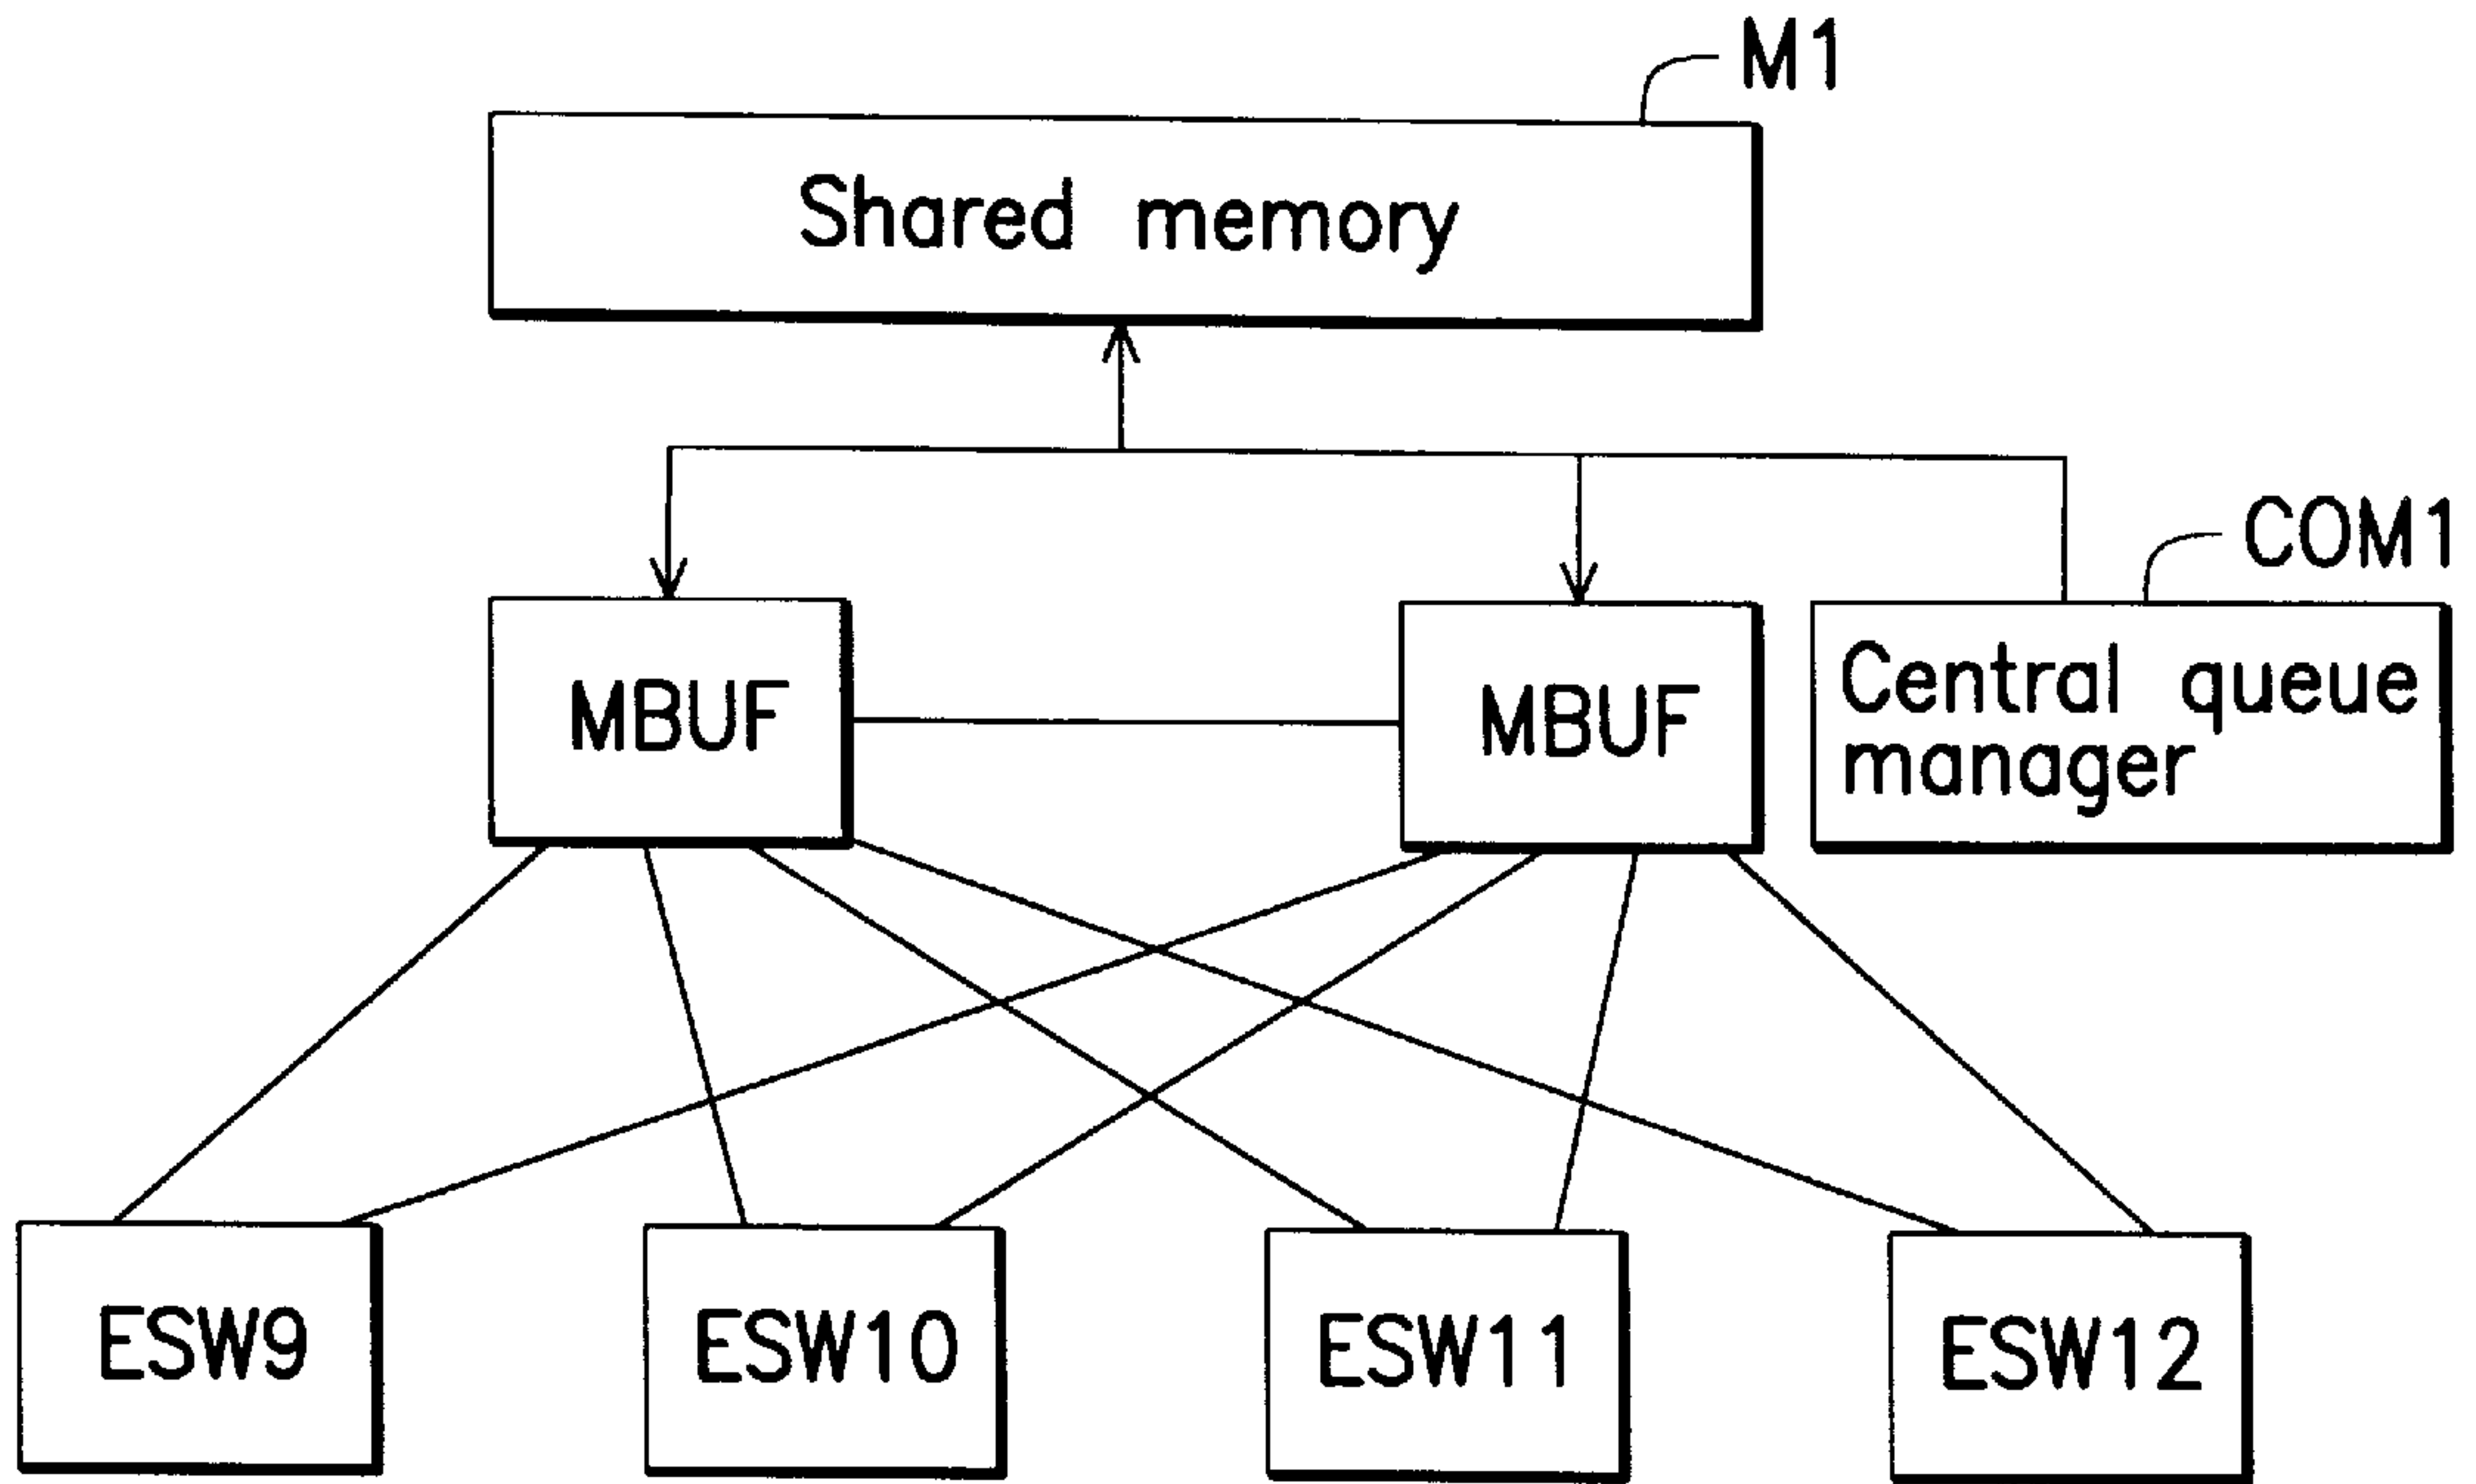 M1
Shared memory
COM1
MBUF
MBUF
Central queue
manager
ESW9
ESW10
ESW11
ESW12